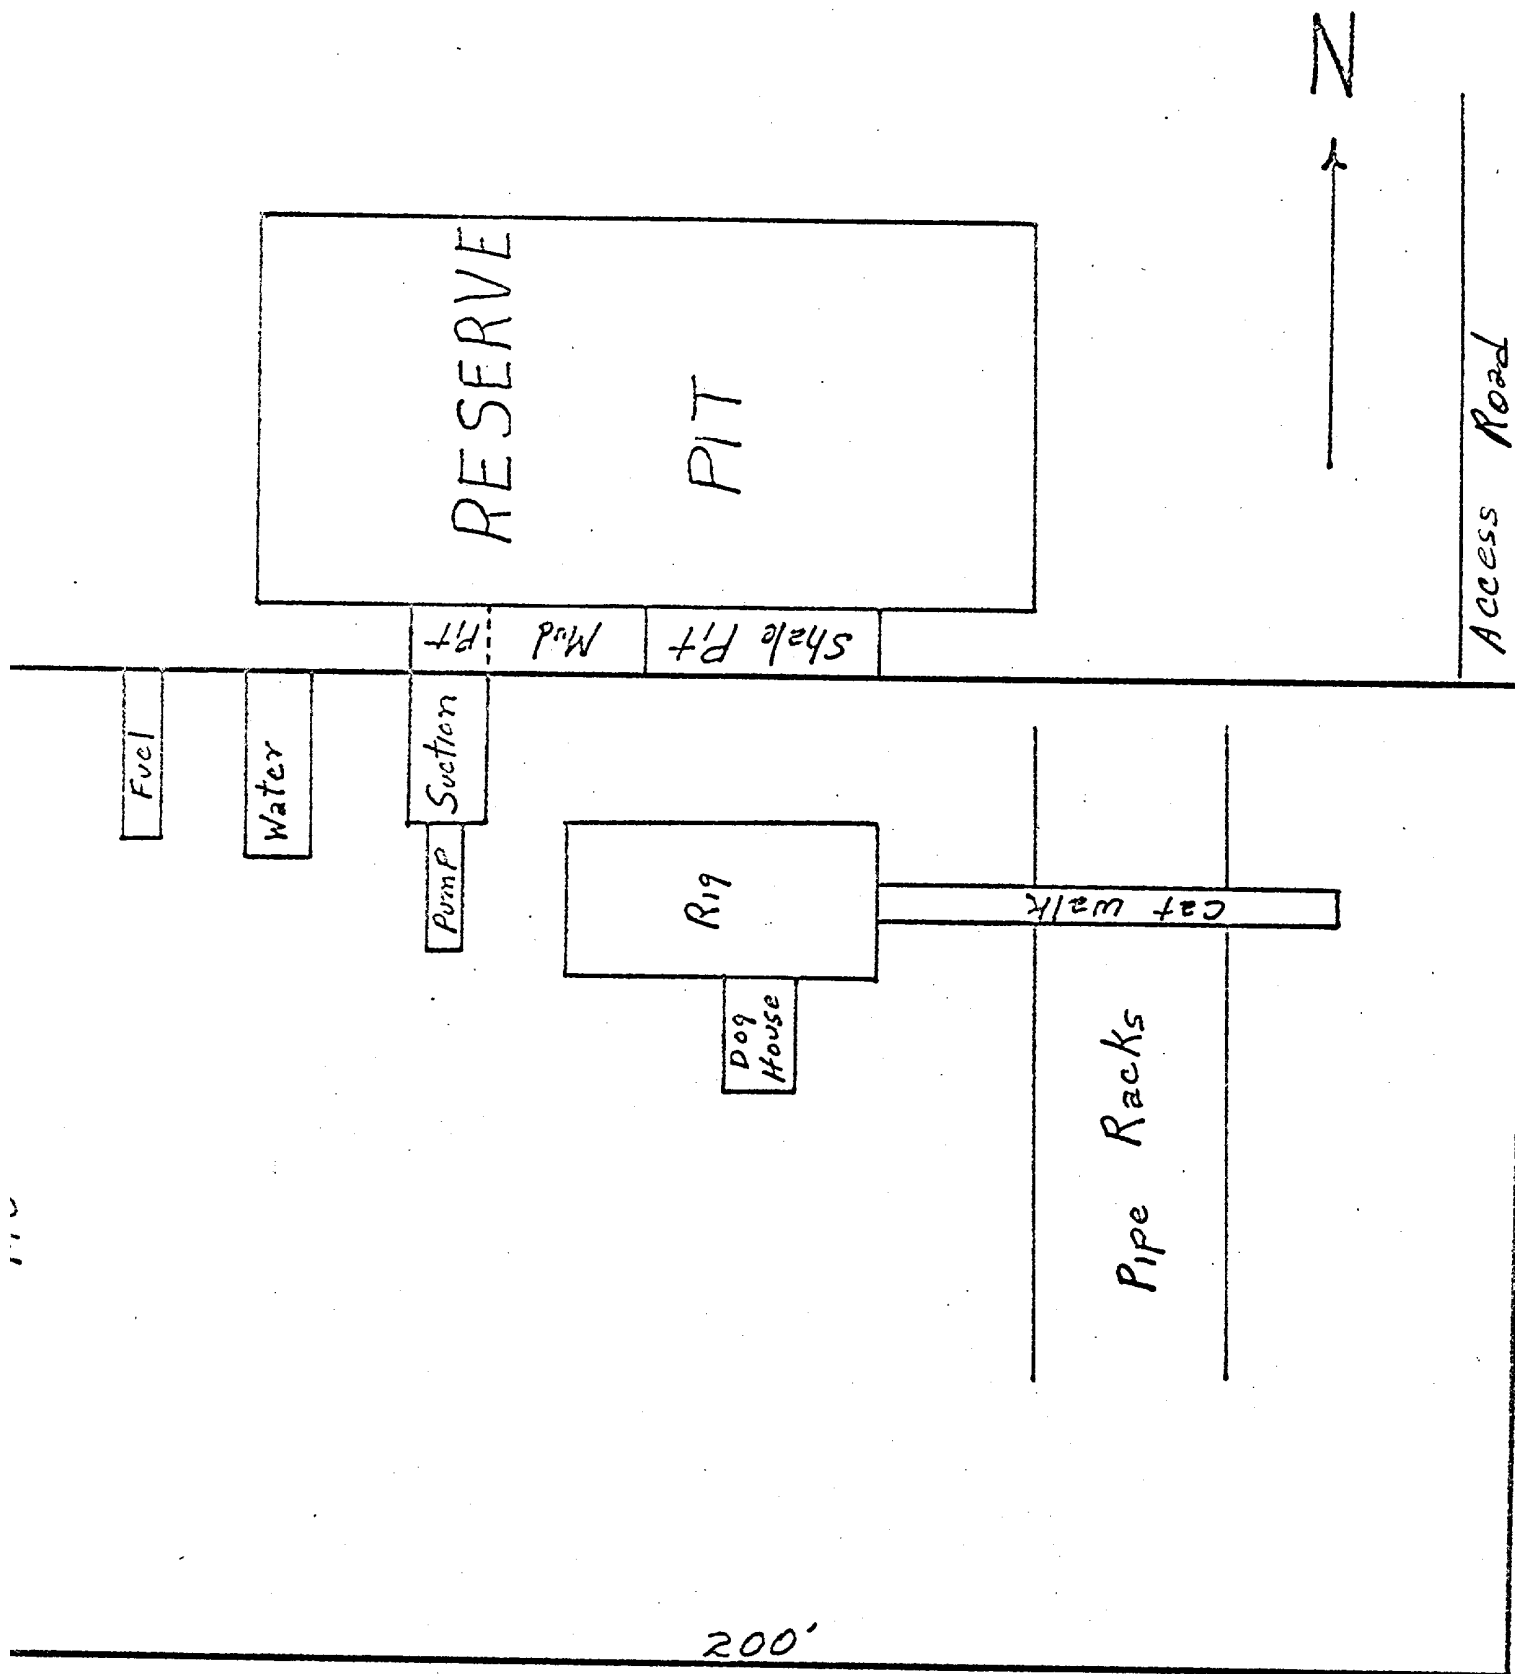 N
RESERVE
PIT
Access Road
Pit
Mud
Shale Pit
Fuel
Water
Suction
Pump
Rig
Cat walk
Dog
House
Pipe Racks
200'